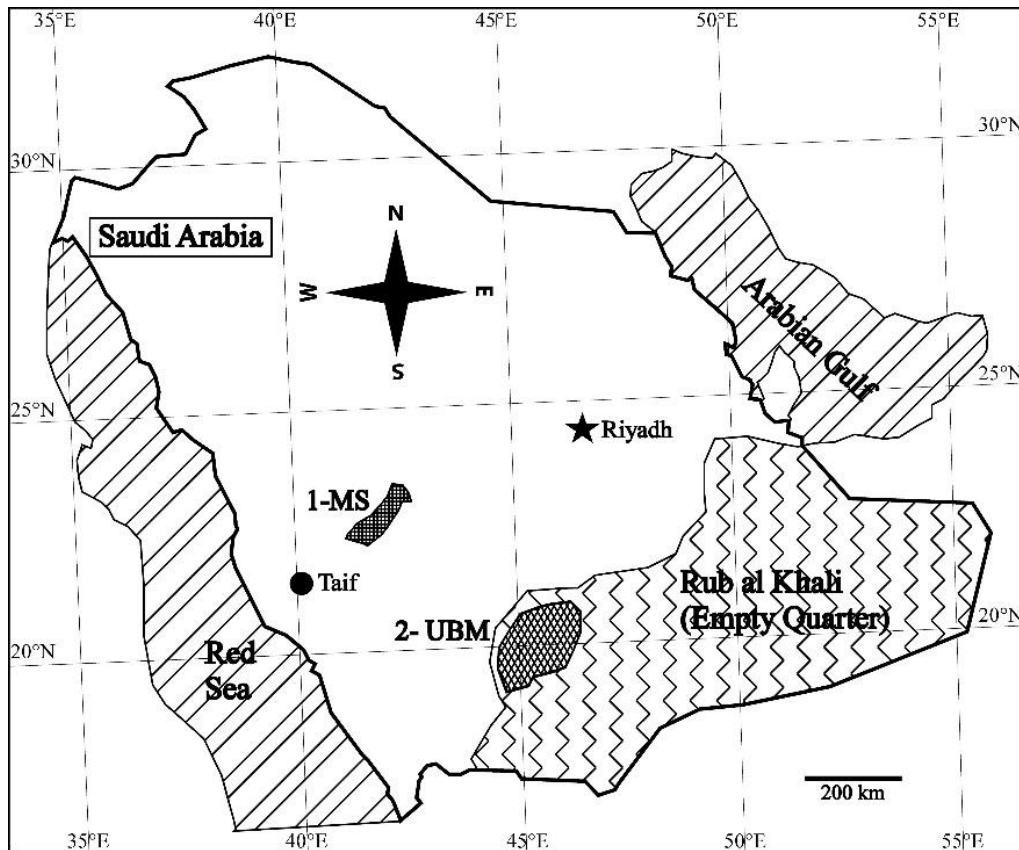 35°E
40°E
45°E
50°E
55°E
30°N
30°N
N
Saudi Arabia
W
E
S
Arabian Gulf
25°N
25°N
Riyadh
1-MS
Taif
Rub al Khali
(Empty Quarter)
2- UBM
20°N
20°N
Red
Sea
200 km
35°E
40°E
45°E
50°E
55°E